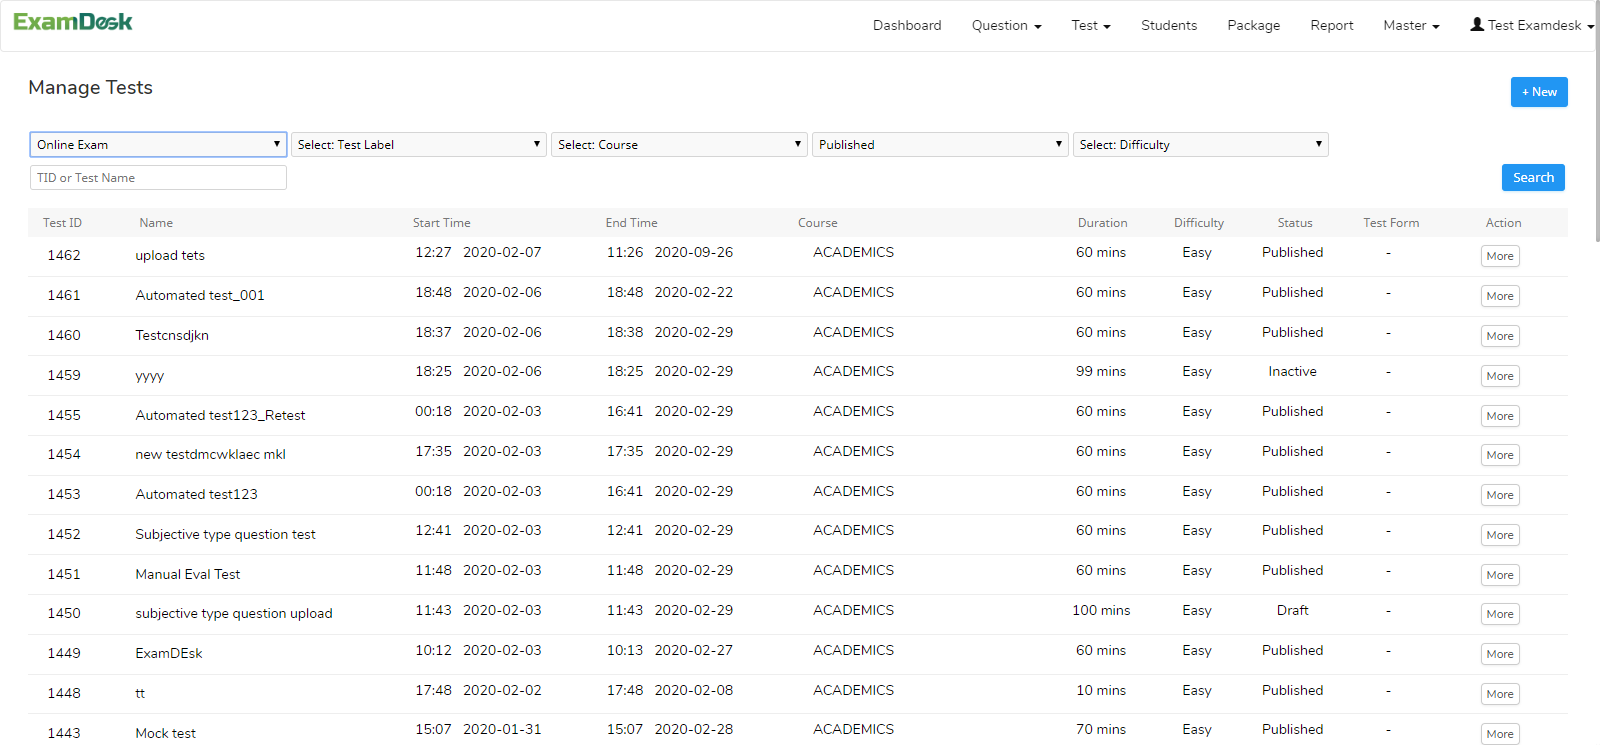 ExamDesk
Dashboard Question Test Students Package Report Master Test Examdesk
Manage Tests
+ New
Online Exam Select: Test Label Select: Course Published Select: Difficulty
TID or Test Name
Search
Test ID Name Start Time End Time Course Duration Difficulty Status Test Form Action
1462 upload tets 12:27 2020-02-07 11:26 2020-09-26 ACADEMICS 60 mins Easy Published - More
1461 Automated test_001 18:48 2020-02-06 18:48 2020-02-22 ACADEMICS 60 mins Easy Published - More
1460 Testcnsdjkn 18:37 2020-02-06 18:38 2020-02-29 ACADEMICS 60 mins Easy Published - More
1459 yyyy 18:25 2020-02-06 18:25 2020-02-29 ACADEMICS 99 mins Easy Inactive - More
1455 Automated test123_Retest 00:18 2020-02-03 16:41 2020-02-29 ACADEMICS 60 mins Easy Published - More
1454 new testdmcwklaec mkl 17:35 2020-02-03 17:35 2020-02-29 ACADEMICS 60 mins Easy Published - More
1453 Automated test123 00:18 2020-02-03 16:41 2020-02-29 ACADEMICS 60 mins Easy Published - More
1452 Subjective type question test 12:41 2020-02-03 12:41 2020-02-29 ACADEMICS 60 mins Easy Published - More
1451 Manual Eval Test 11:48 2020-02-03 11:48 2020-02-29 ACADEMICS 60 mins Easy Published - More
1450 subjective type question upload 11:43 2020-02-03 11:43 2020-02-29 ACADEMICS 100 mins Easy Draft - More
1449 ExamDEsk 10:12 2020-02-03 10:13 2020-02-27 ACADEMICS 60 mins Easy Published - More
1448 tt 17:48 2020-02-02 17:48 2020-02-08 ACADEMICS 10 mins Easy Published - More
1443 Mock test 15:07 2020-01-31 15:07 2020-02-28 ACADEMICS 70 mins Easy Published - More